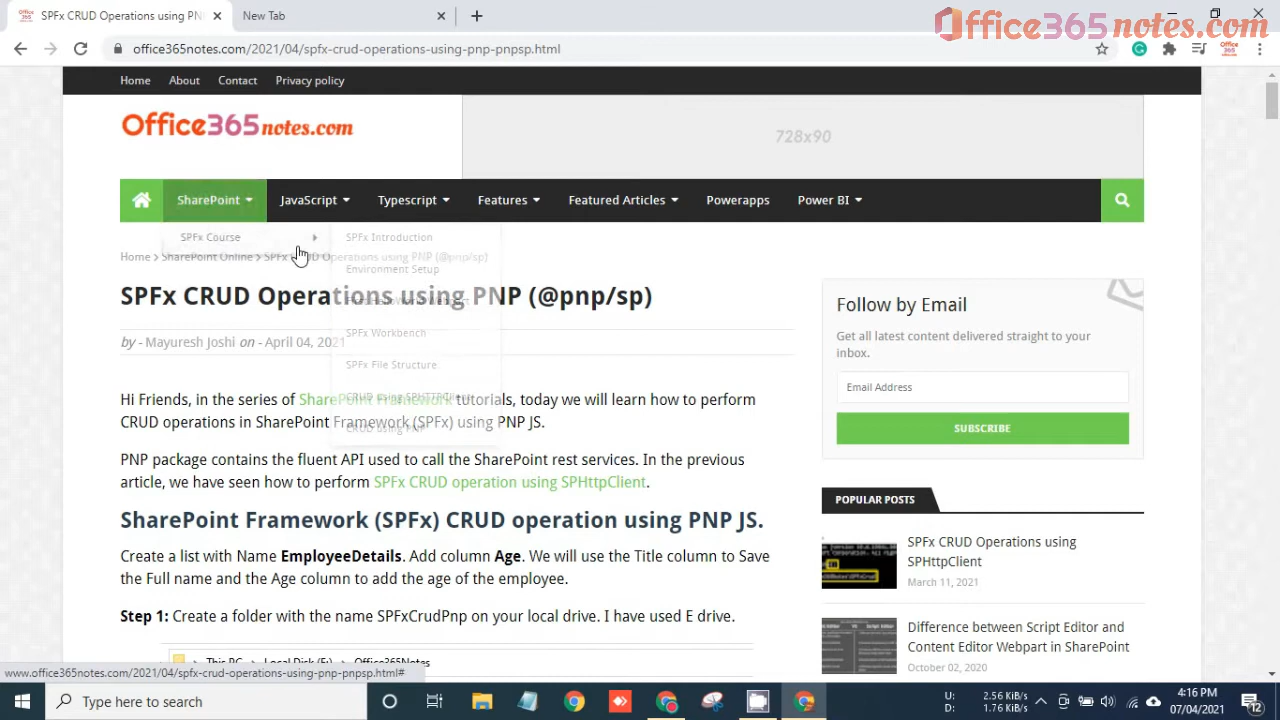 SPFx CRUD Operations using PNP
New Tab
Office365notes.com
office365notes.com/2021/04/spfx-crud-operations-using-pnp-pnpsp.html
Home
About
Contact
Privacy policy
Office365notes.com
728x90
SharePoint
JavaScript
Typescript
Features
Featured Articles
Powerapps
Power BI
SPFx Course
SPFx Introduction
Home > SharePoint Online > SPFx CRUD Operations using PNP (@pnp/sp)
Environment Setup
SPFx CRUD Operations using PNP (@pnp/sp)
SPFx Workbench
by - Mayuresh Joshi on - April 04, 2021
SPFx File Structure
Hi Friends, in the series of SharePoint Framework tutorials, today we will learn how to perform
CRUD operations in SharePoint Framework (SPFx) using PNP JS.
CRUD using PNP
PNP package contains the fluent API used to call the SharePoint rest services. In the previous
article, we have seen how to perform SPFx CRUD operation using SPHttpClient.
SharePoint Framework (SPFx) CRUD operation using PNP JS.
Create a list with Name Employee Details. Add column Age. We will use the Title column to Save
the Full name and the Age column to add the age of the employee.
Step 1: Create a folder with the name SPFxCrudPnp on your local drive. I have used E drive.
Follow by Email
Get all latest content delivered straight to your
inbox.
Email Address
SUBSCRIBE
POPULAR POSTS
SPFx CRUD Operations using
SPHttpClient
March 11, 2021
Difference between Script Editor and
Content Editor Webpart in SharePoint
October 02, 2020
Type here to search
U: 2.56 KiB/s
D: 1.76 KiB/s
4:16 PM
07/04/2021
12